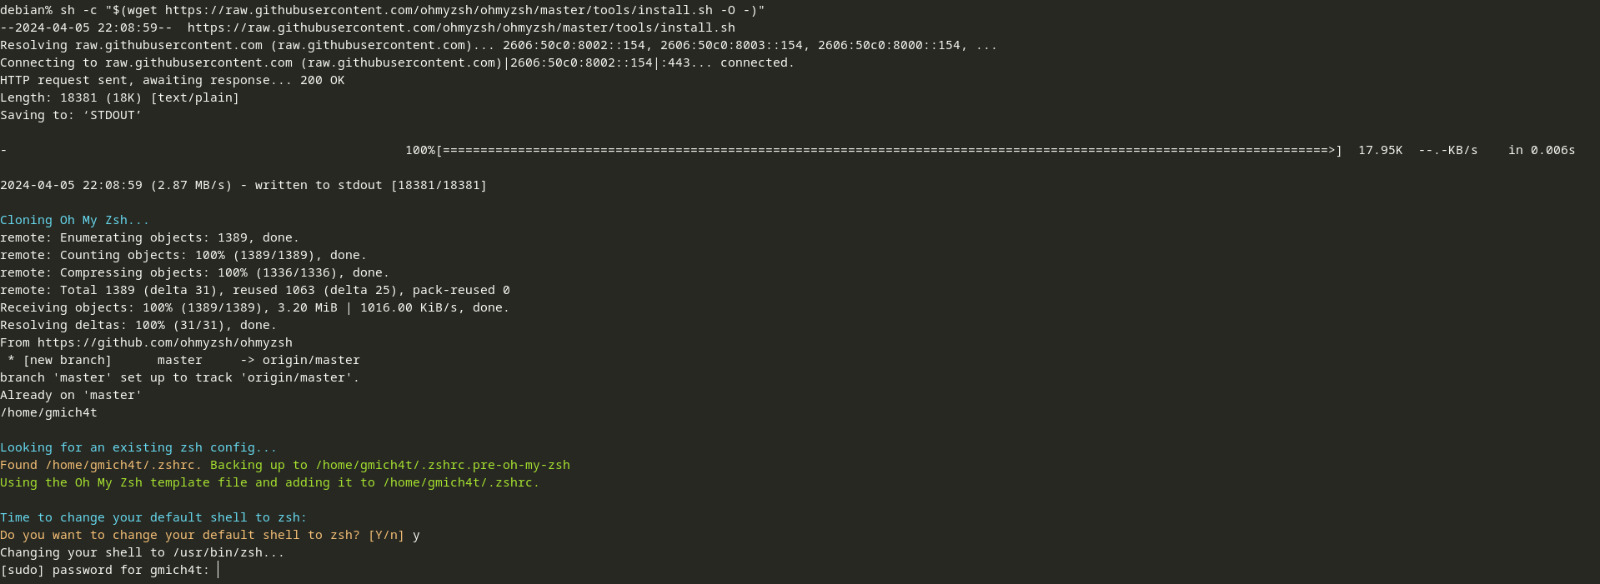 debian% sh -c "$(wget https://raw.githubusercontent.com/ohmyzsh/ohmyzsh/master/tools/install.sh -O -)"
--2024-04-05 22:08:59--  https://raw.githubusercontent.com/ohmyzsh/ohmyzsh/master/tools/install.sh
Resolving raw.githubusercontent.com (raw.githubusercontent.com)... 2606:50c0:8002::154, 2606:50c0:8003::154, 2606:50c0:8000::154, ...
Connecting to raw.githubusercontent.com (raw.githubusercontent.com)|2606:50c0:8002::154|:443... connected.
HTTP request sent, awaiting response... 200 OK
Length: 18381 (18K) [text/plain]
Saving to: ‘STDOUT’
- 100%[======================================================================================================================>]  17.95K  --.-KB/s    in 0.006s
2024-04-05 22:08:59 (2.87 MB/s) - written to stdout [18381/18381]
Cloning Oh My Zsh...
remote: Enumerating objects: 1389, done.
remote: Counting objects: 100% (1389/1389), done.
remote: Compressing objects: 100% (1336/1336), done.
remote: Total 1389 (delta 31), reused 1063 (delta 25), pack-reused 0
Receiving objects: 100% (1389/1389), 3.20 MiB | 1016.00 KiB/s, done.
Resolving deltas: 100% (31/31), done.
From https://github.com/ohmyzsh/ohmyzsh
 * [new branch]      master     -> origin/master
branch 'master' set up to track 'origin/master'.
Already on 'master'
/home/gmich4t
Looking for an existing zsh config...
Found /home/gmich4t/.zshrc. Backing up to /home/gmich4t/.zshrc.pre-oh-my-zsh
Using the Oh My Zsh template file and adding it to /home/gmich4t/.zshrc.
Time to change your default shell to zsh:
Do you want to change your default shell to zsh? [Y/n] y
Changing your shell to /usr/bin/zsh...
[sudo] password for gmich4t: